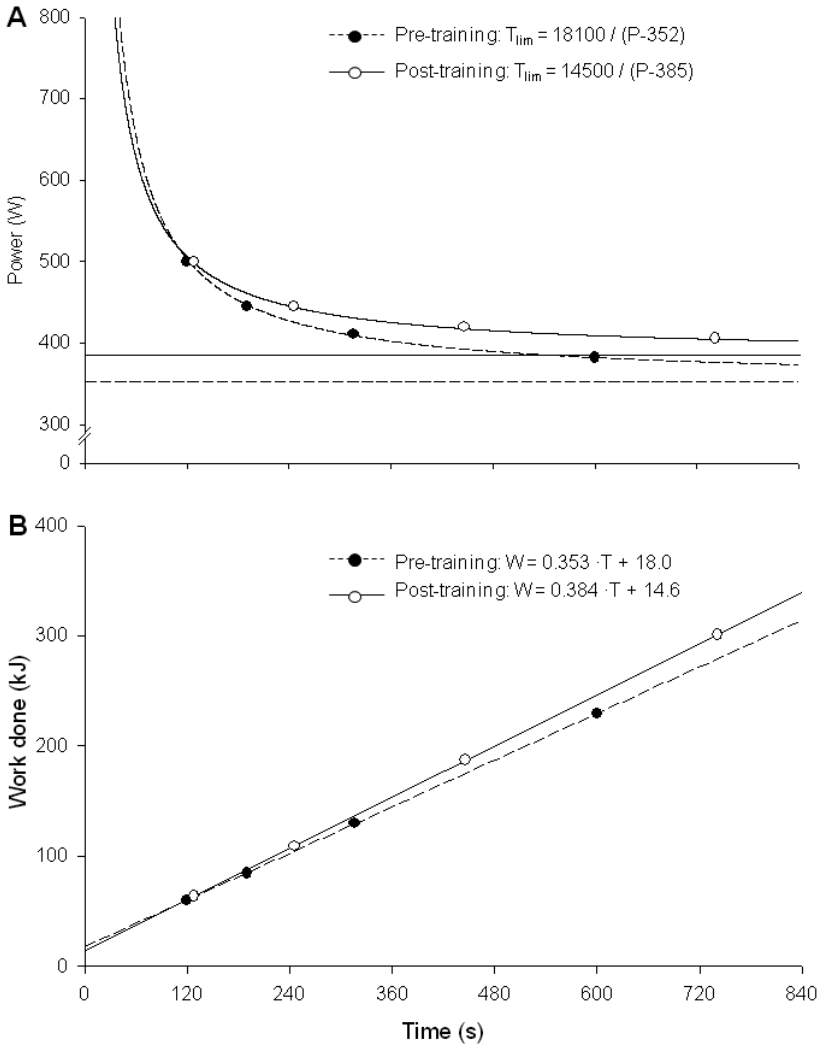 A
800
700
600
500
400
300
0
Power (W)
Pre-training: Tlim = 18100 / (P-352)
Post-training: Tlim = 14500 / (P-385)
B
400
300
200
100
0
Work done (kJ)
Pre-training: W = 0.353 ·T + 18.0
Post-training: W = 0.384 ·T + 14.6
0 120 240 360 480 600 720 840
Time (s)